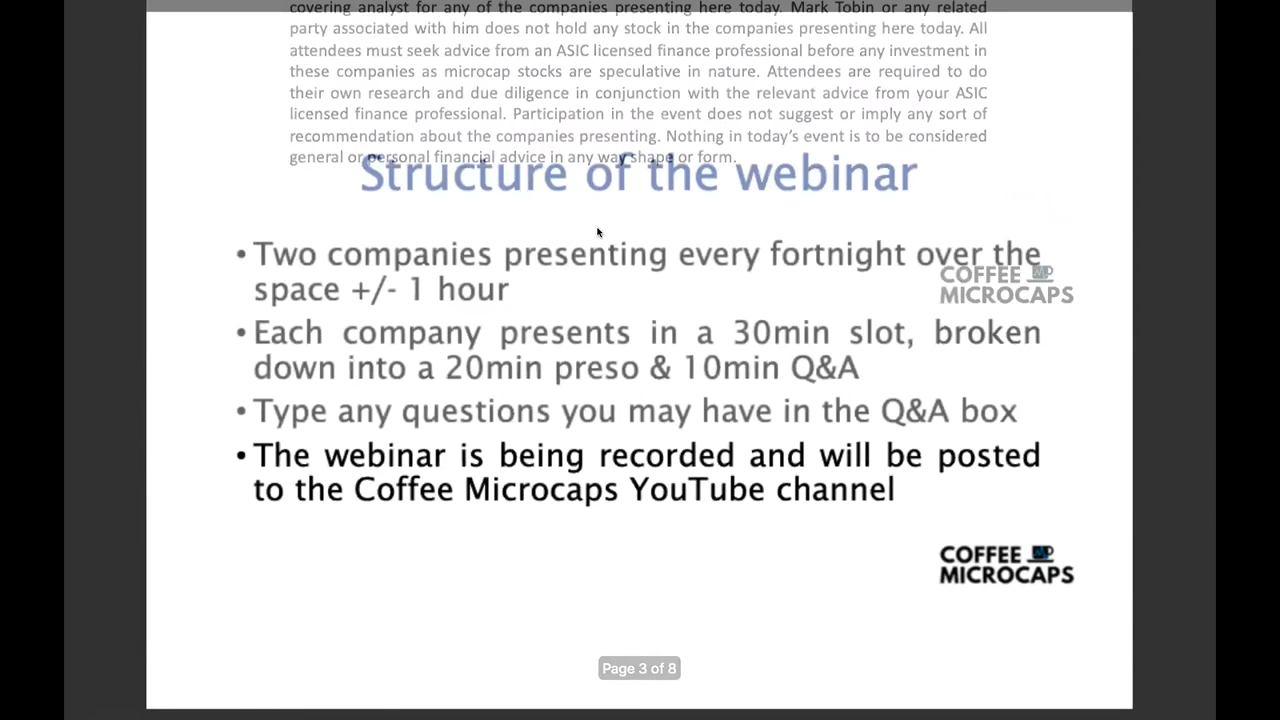 covering analyst for any of the companies presenting here today. Mark Tobin or any related
party associated with him does not hold any stock in the companies presenting here today. All
attendees must seek advice from an ASIC licensed finance professional before any investment in
these companies as microcap stocks are speculative in nature. Attendees are required to do
their own research and due diligence in conjunction with the relevant advice from your ASIC
licensed finance professional. Participation in the event does not suggest or imply any sort of
recommendation about the companies presenting. Nothing in today’s event is to be considered
general or personal financial advice in any way shape or form.
Structure of the webinar
• Two companies presenting every fortnight over the
space +/- 1 hour
COFFEE
MICROCAPS
• Each company presents in a 30min slot, broken
down into a 20min preso & 10min Q&A
• Type any questions you may have in the Q&A box
• The webinar is being recorded and will be posted
to the Coffee Microcaps YouTube channel
COFFEE
MICROCAPS
Page 3 of 8